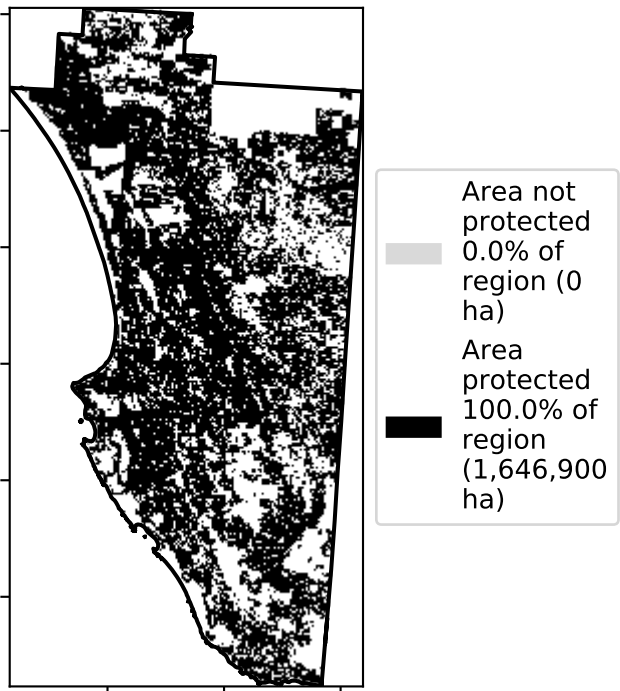 Area not
protected
0.0% of
region (0
ha)
Area
protected
100.0% of
region
(1,646,900
ha)